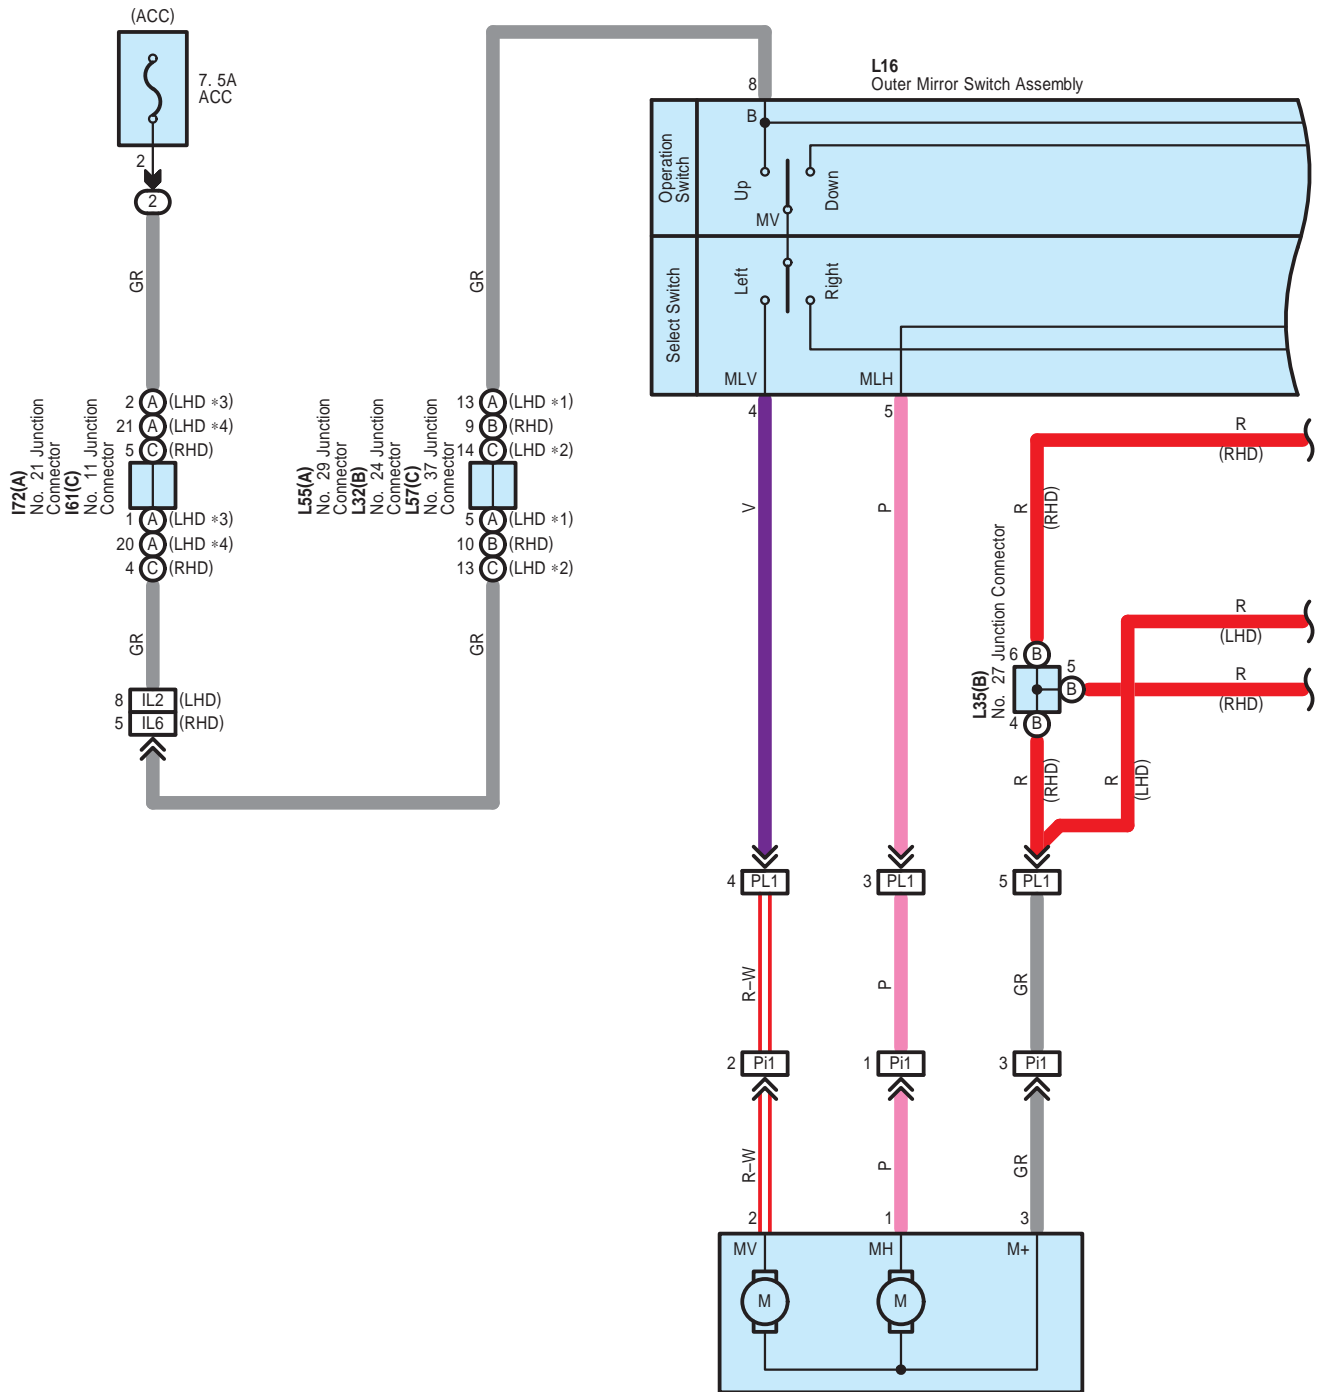 (ACC)
7. 5A
ACC
2
2
GR
2 A (LHD *3)
21 A (LHD *4)
5 C (RHD)
I72(A)
No. 21 Junction
Connector
I61(C)
No. 11 Junction
Connector
1 A (LHD *3)
20 A (LHD *4)
4 C (RHD)
GR
8 IL2 (LHD)
5 IL6 (RHD)
GR
13 A (LHD *1)
9 B (RHD)
14 C (LHD *2)
L55(A)
No. 29 Junction
Connector
L32(B)
No. 24 Junction
Connector
L57(C)
No. 37 Junction
Connector
5 A (LHD *1)
10 B (RHD)
13 C (LHD *2)
GR
L16
Outer Mirror Switch Assembly
8
B
Operation
Switch
Up
Down
MV
Select Switch
Left
Right
MLV
MLH
4
5
V
P
R
(RHD)
R
(RHD)
R
(LHD)
R
(RHD)
L35(B)
No. 27 Junction Connector
6 B
5
B
4 B
R
(RHD)
R
(LHD)
4 PL1
3 PL1
5 PL1
R–W
P
GR
2 Pi1
1 Pi1
3 Pi1
R–W
P
GR
2
1
3
MV
MH
M+
M
M